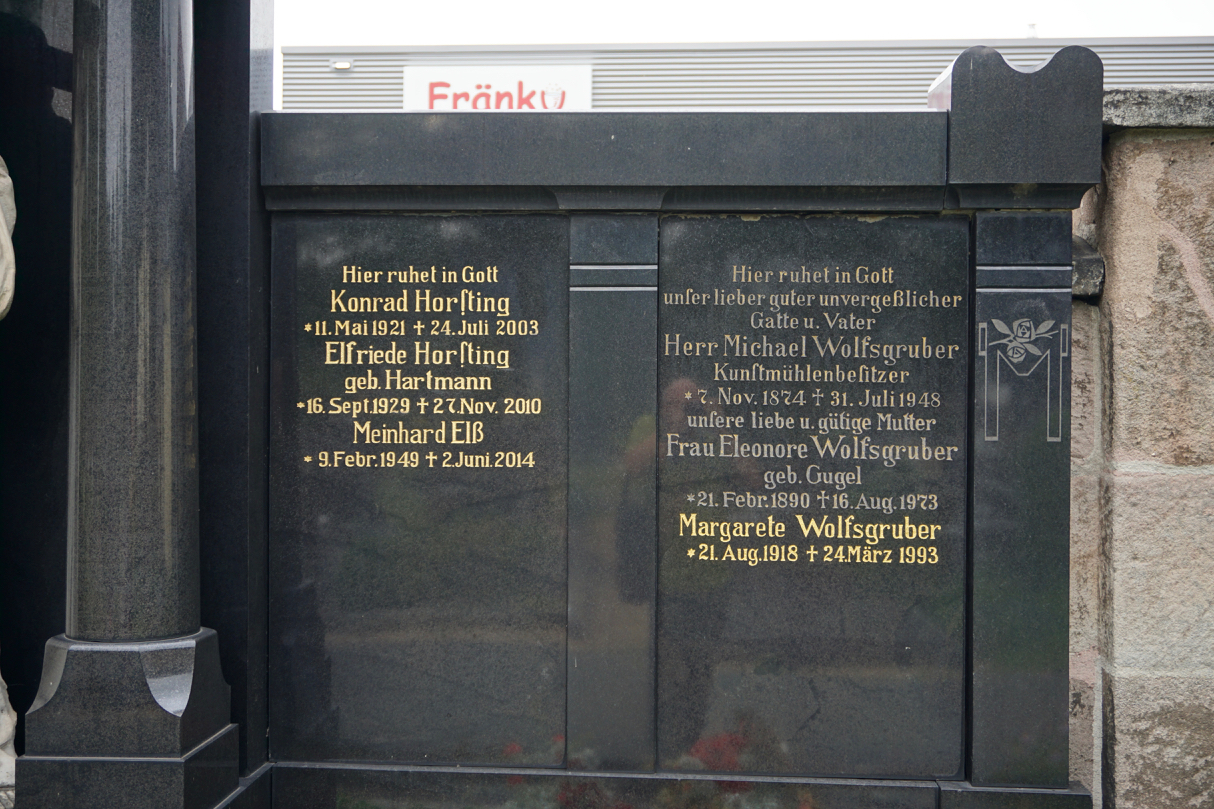 Fränky
Hier ruhet in Gott
Konrad Horſting
*11. Mai 1921 † 24. Juli 2003
Elfriede Horſting
geb. Hartmann
*16. Sept. 1929 † 27. Nov. 2010
Meinhard Elß
* 9. Febr. 1949 † 2. Juni. 2014
Hier ruhet in Gott
unſer lieber guter unvergeßlicher
Gatte u. Vater
Herr Michael Wolfsgruber
Kunſtmühlenbeſitzer
* 7. Nov. 1874 † 31. Juli 1948
unſere liebe u. gütige Mutter
Frau Eleonore Wolfsgruber
geb. Gugel
*21. Febr. 1890 † 16. Aug. 1973
Margarete Wolfsgruber
*21. Aug. 1918 † 24. März 1993